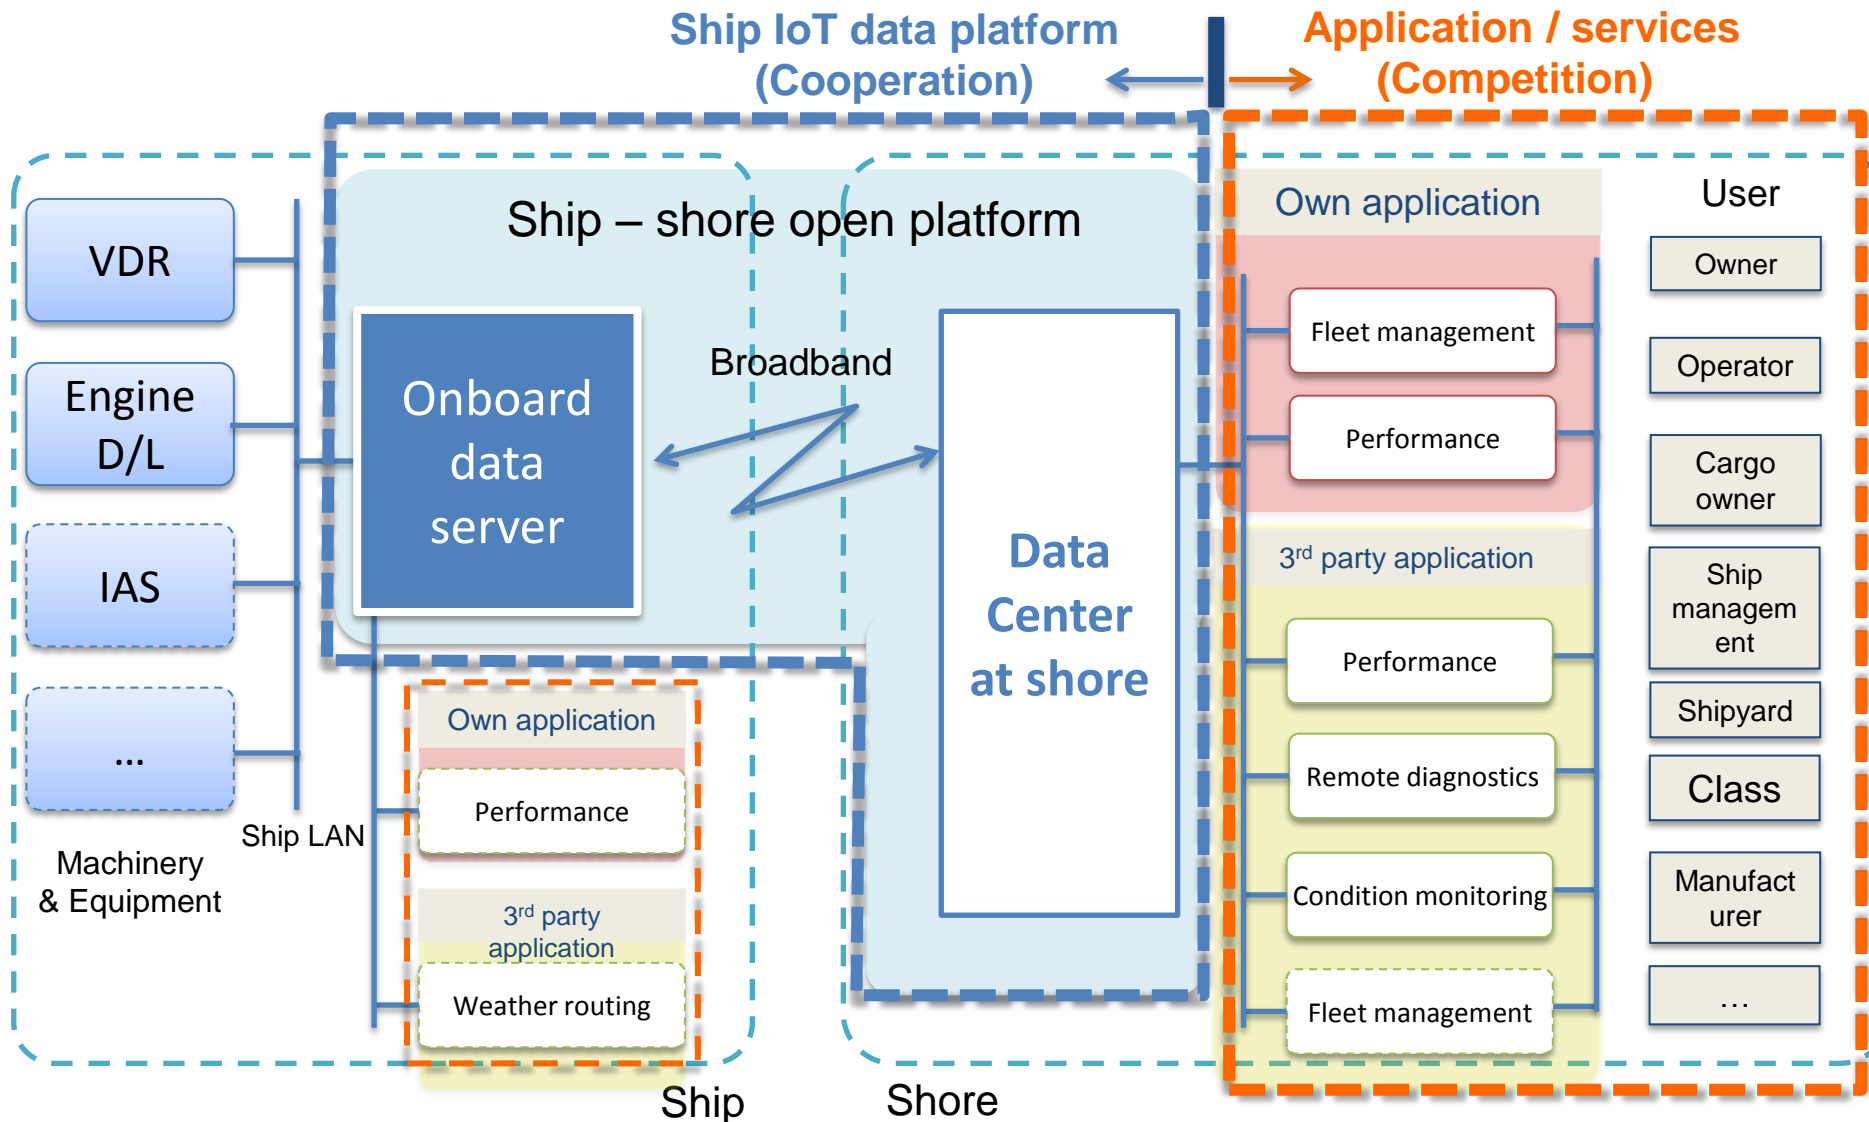 Ship IoT data platform
(Cooperation)
Application / services
(Competition)
Ship – shore open platform
VDR
Engine
D/L
IAS
...
Machinery
& Equipment
Ship LAN
Onboard
data
server
Broadband
Data
Center
at shore
Own application
Performance
3rd party
application
Weather routing
Ship
Shore
Own application
Fleet management
Performance
3rd party application
Performance
Remote diagnostics
Condition monitoring
Fleet management
User
Owner
Operator
Cargo
owner
Ship
managem
ent
Shipyard
Class
Manufact
urer
...